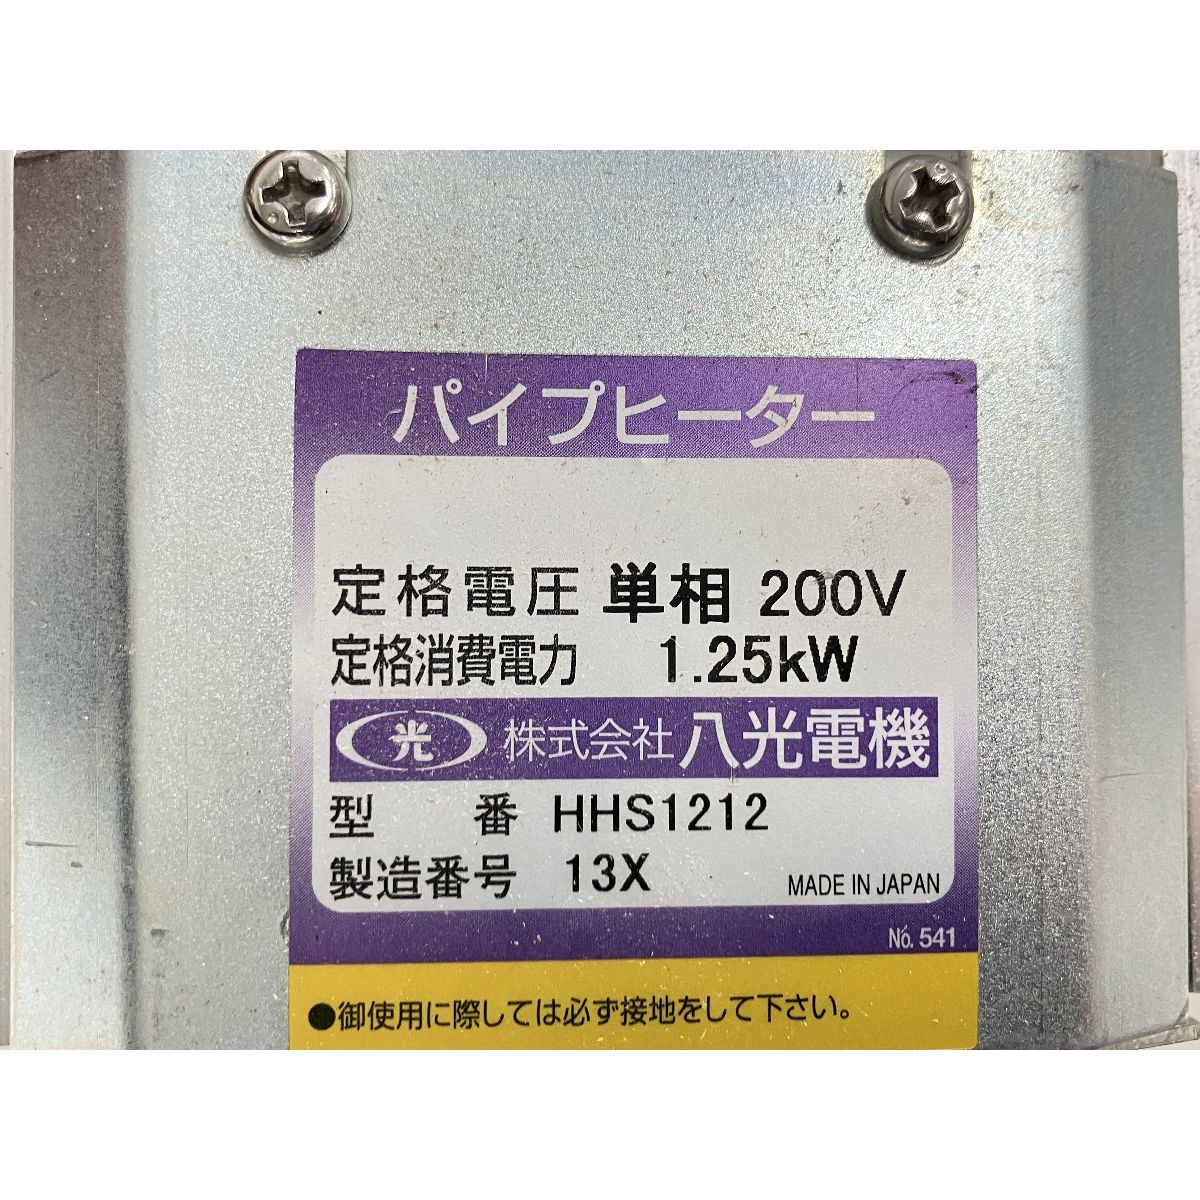 パイプヒーター
定格電圧 単相 200V
定格消費電力 1.25kW
光 株式会社 八光電機
型番 HHS1212
製造番号 13X
MADE IN JAPAN
No. 541
●御使用に際しては必ず接地をして下さい。